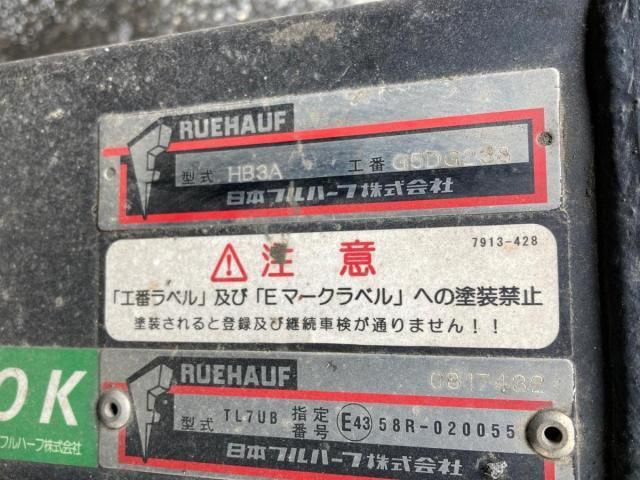 FRUEHAUF
型式 HB3A 工番
日本フルハーフ株式会社
7913-428
⚠注意
「工番ラベル」及び「Eマークラベル」への塗装禁止
塗装されると登録及び継続車検が通りません！！
OK
フルハーフ株式会社
FRUEHAUF
0817432
型式 TL7UB 指定番号 E43 58R-020055
日本フルハーフ株式会社